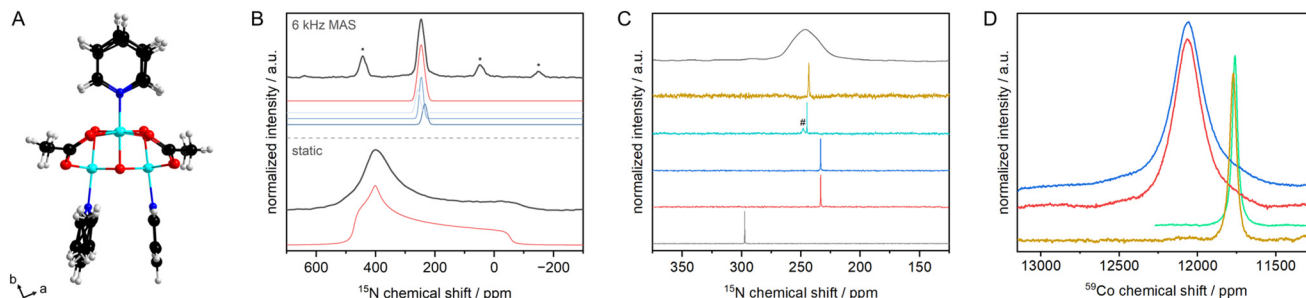 A
b
a
B
6 kHz MAS
*
*
*
static
normalized intensity / a.u.
600
400
200
0
−200
¹⁵N chemical shift / ppm
C
#
normalized intensity / a.u.
350
300
250
200
150
¹⁵N chemical shift / ppm
D
normalized intensity / a.u.
13000
12500
12000
11500
⁵⁹Co chemical shift / ppm